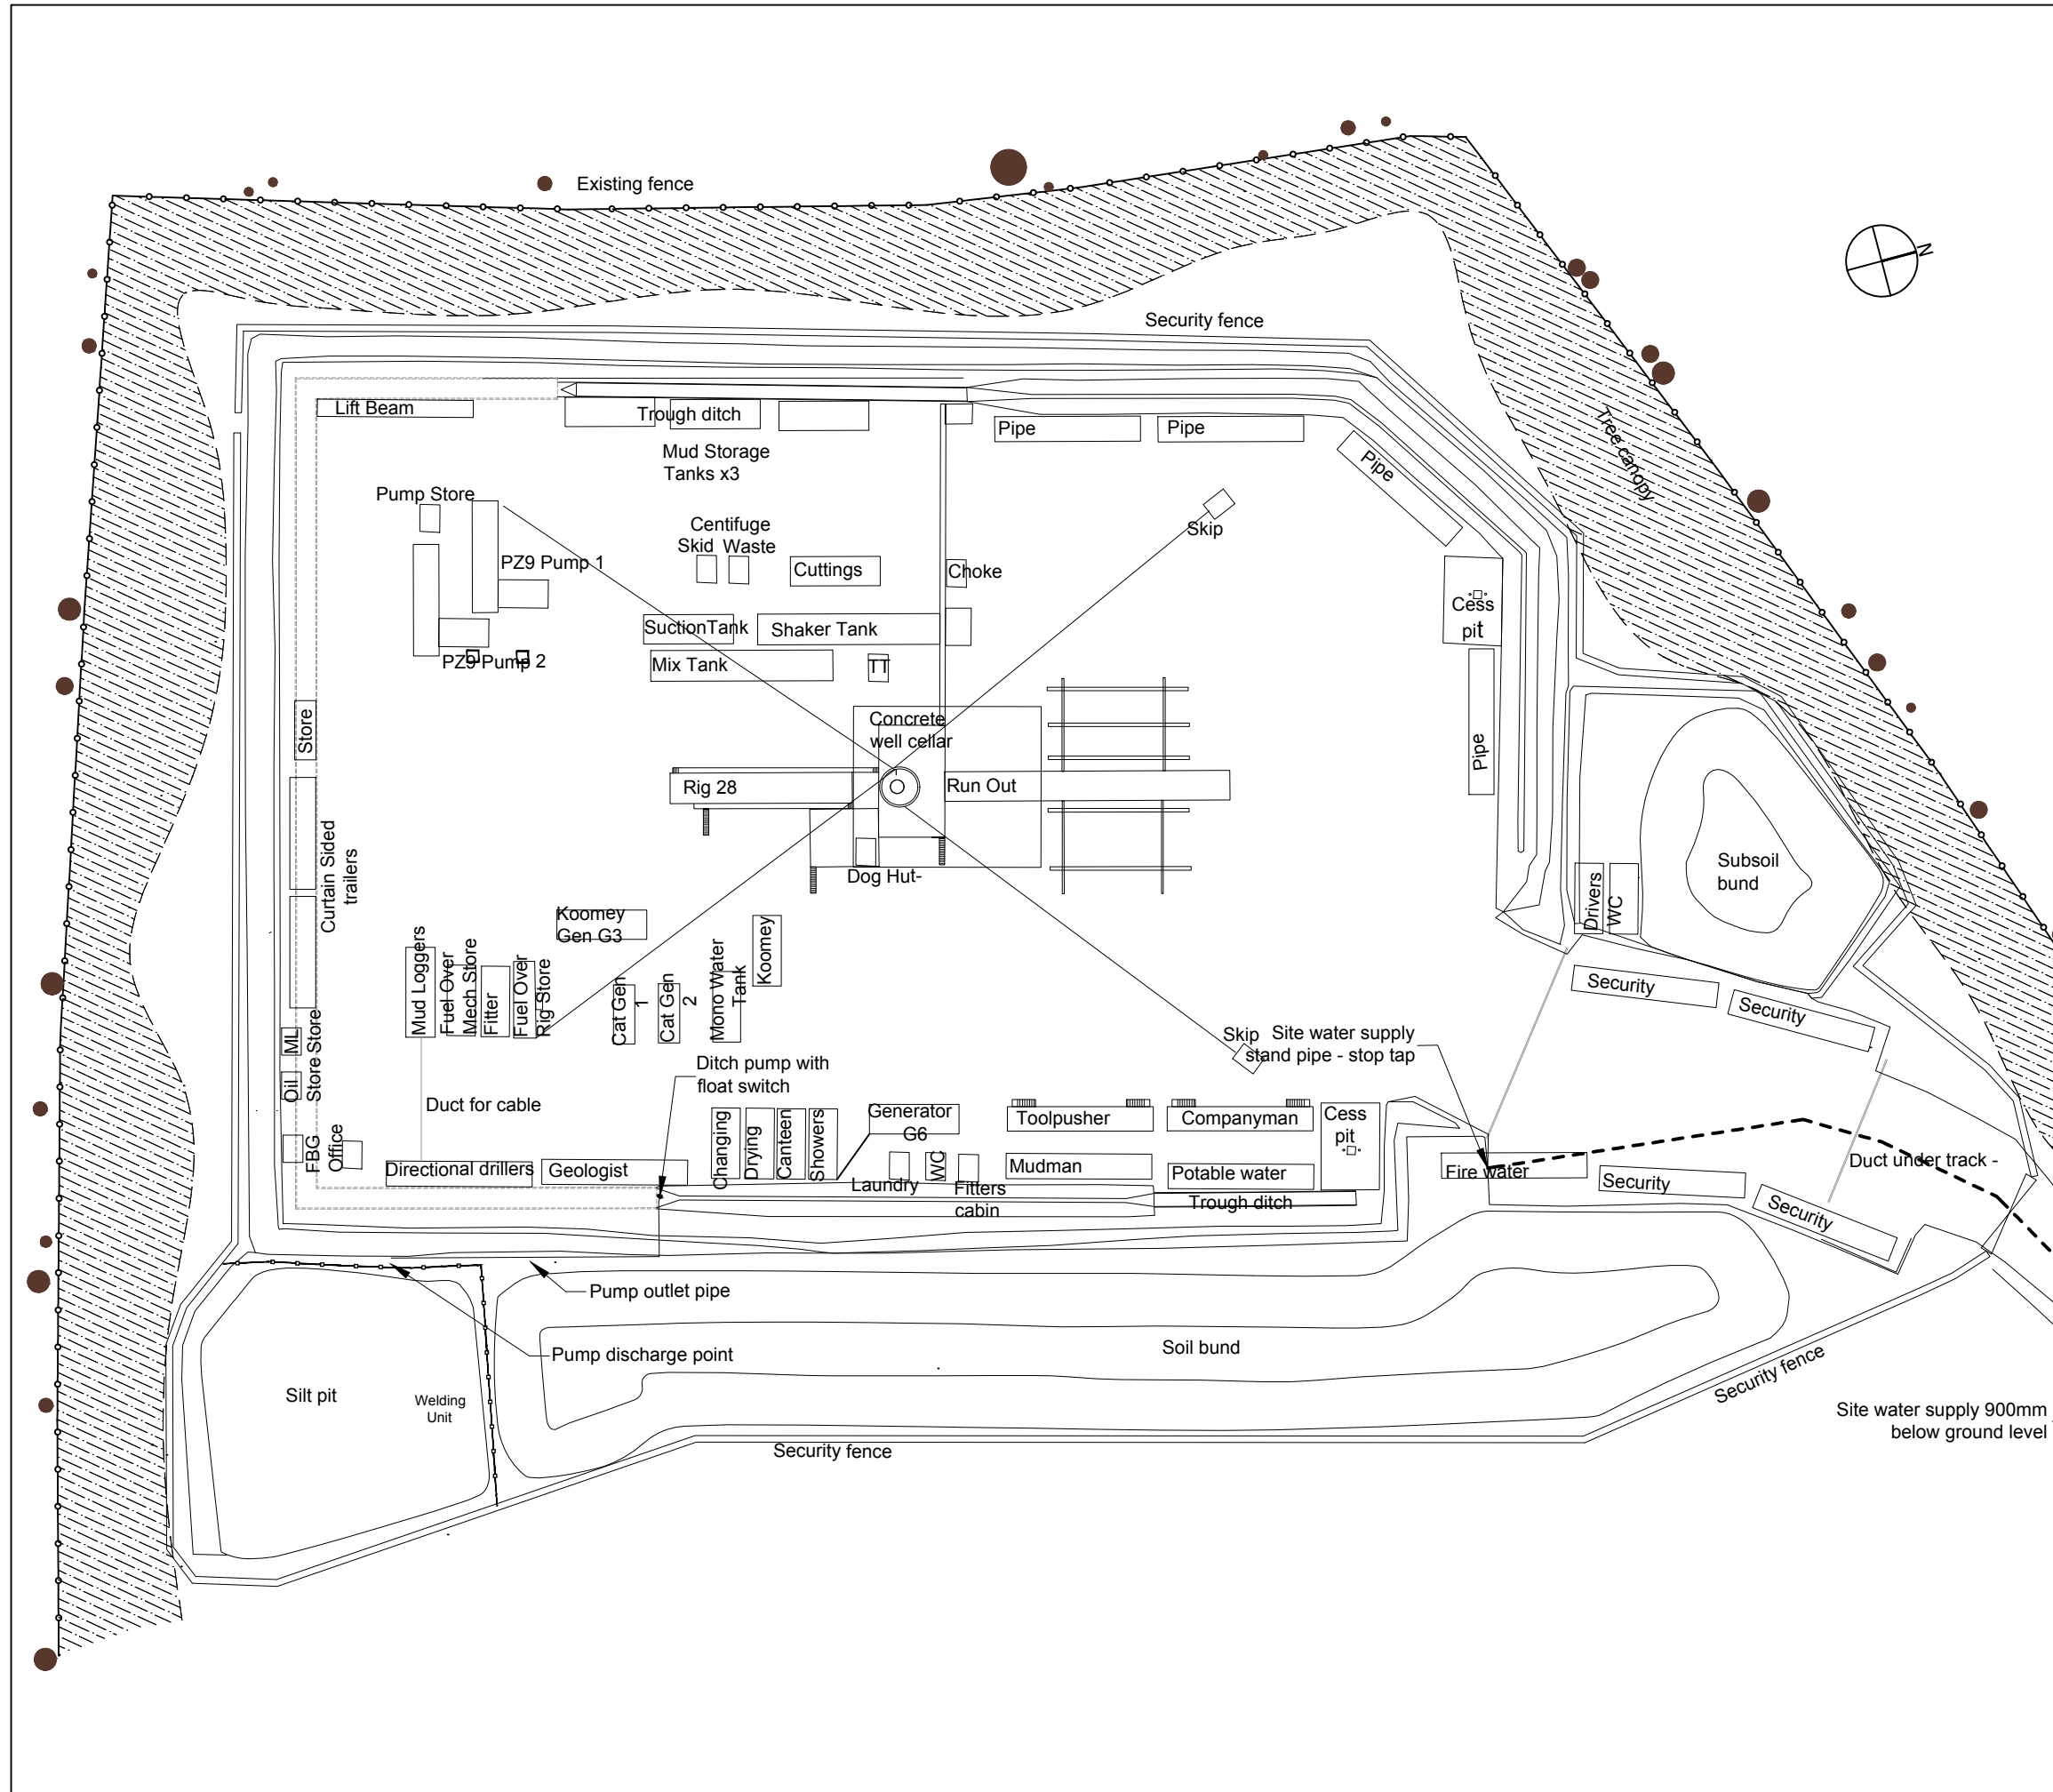 Existing fence
N
Security fence
Tree canopy
Lift Beam
Trough ditch
Pipe
Pipe
Pipe
Mud Storage
Tanks x3
Pump Store
Centifuge
Skid Waste
Skip
PZ9 Pump 1
Cuttings
Choke
Cess
pit
SuctionTank
Shaker Tank
PZ9 Pump 2
Mix Tank
TT
Store
Concrete
well cellar
Pipe
Rig 28
Run Out
Curtain Sided
trailers
Dog Hut-
Subsoil
bund
Drivers
WC
Koomey
Gen G3
Koomey
Mud Loggers
Fuel Over
Mech Store
Fitter
Fuel Over
Rig Store
Cat Gen
1
Cat Gen
2
Mono Water
Tank
Security
Security
ML
Store
Oil
Store
Skip
Site water supply
stand pipe - stop tap
Ditch pump with
float switch
Duct for cable
Changing
Drying
Canteen
Showers
Generator
G6
Toolpusher
Companyman
Cess
pit
FBG
Office
Directional drillers
Geologist
Laundry
WC
Fitters
cabin
Mudman
Potable water
Trough ditch
Fire water
Security
Security
Duct under track -
Pump outlet pipe
Pump discharge point
Soil bund
Silt pit
Welding
Unit
Security fence
Security fence
Site water supply 900mm
below ground level